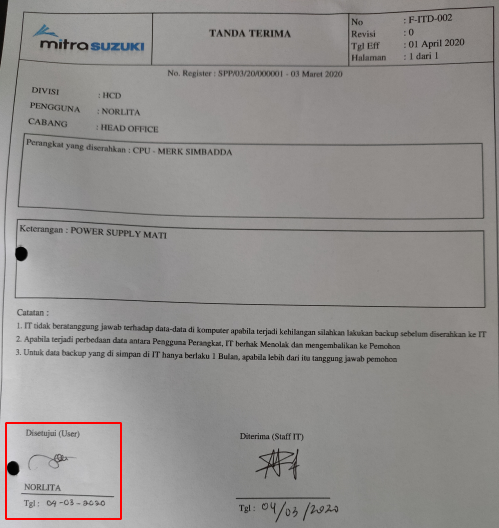 mitra SUZUKI
TANDA TERIMA
No : F-ITD-002
Revisi : 0
Tgl Eff : 01 April 2020
Halaman : 1 dari 1
No. Register : SPP/03/20/000001 - 03 Maret 2020
DIVISI : HCD
PENGGUNA : NORLITA
CABANG : HEAD OFFICE
Perangkat yang diserahkan : CPU - MERK SIMBADDA
Keterangan : POWER SUPPLY MATI
Catatan :
1. IT tidak beratanggung jawab terhadap data-data di komputer apabila terjadi kehilangan silahkan lakukan backup sebelum diserahkan ke IT
2. Apabila terjadi perbedaan data antara Pengguna Perangkat, IT berhak Menolak dan mengembalikan ke Pemohon
3. Untuk data backup yang di simpan di IT hanya berlaku 1 Bulan, apabila lebih dari itu tanggung jawab pemohon
Disetujui (User)
NORLITA
Tgl : 04-03-2020
Diterima (Staff IT)
Tgl : 04/03/2020